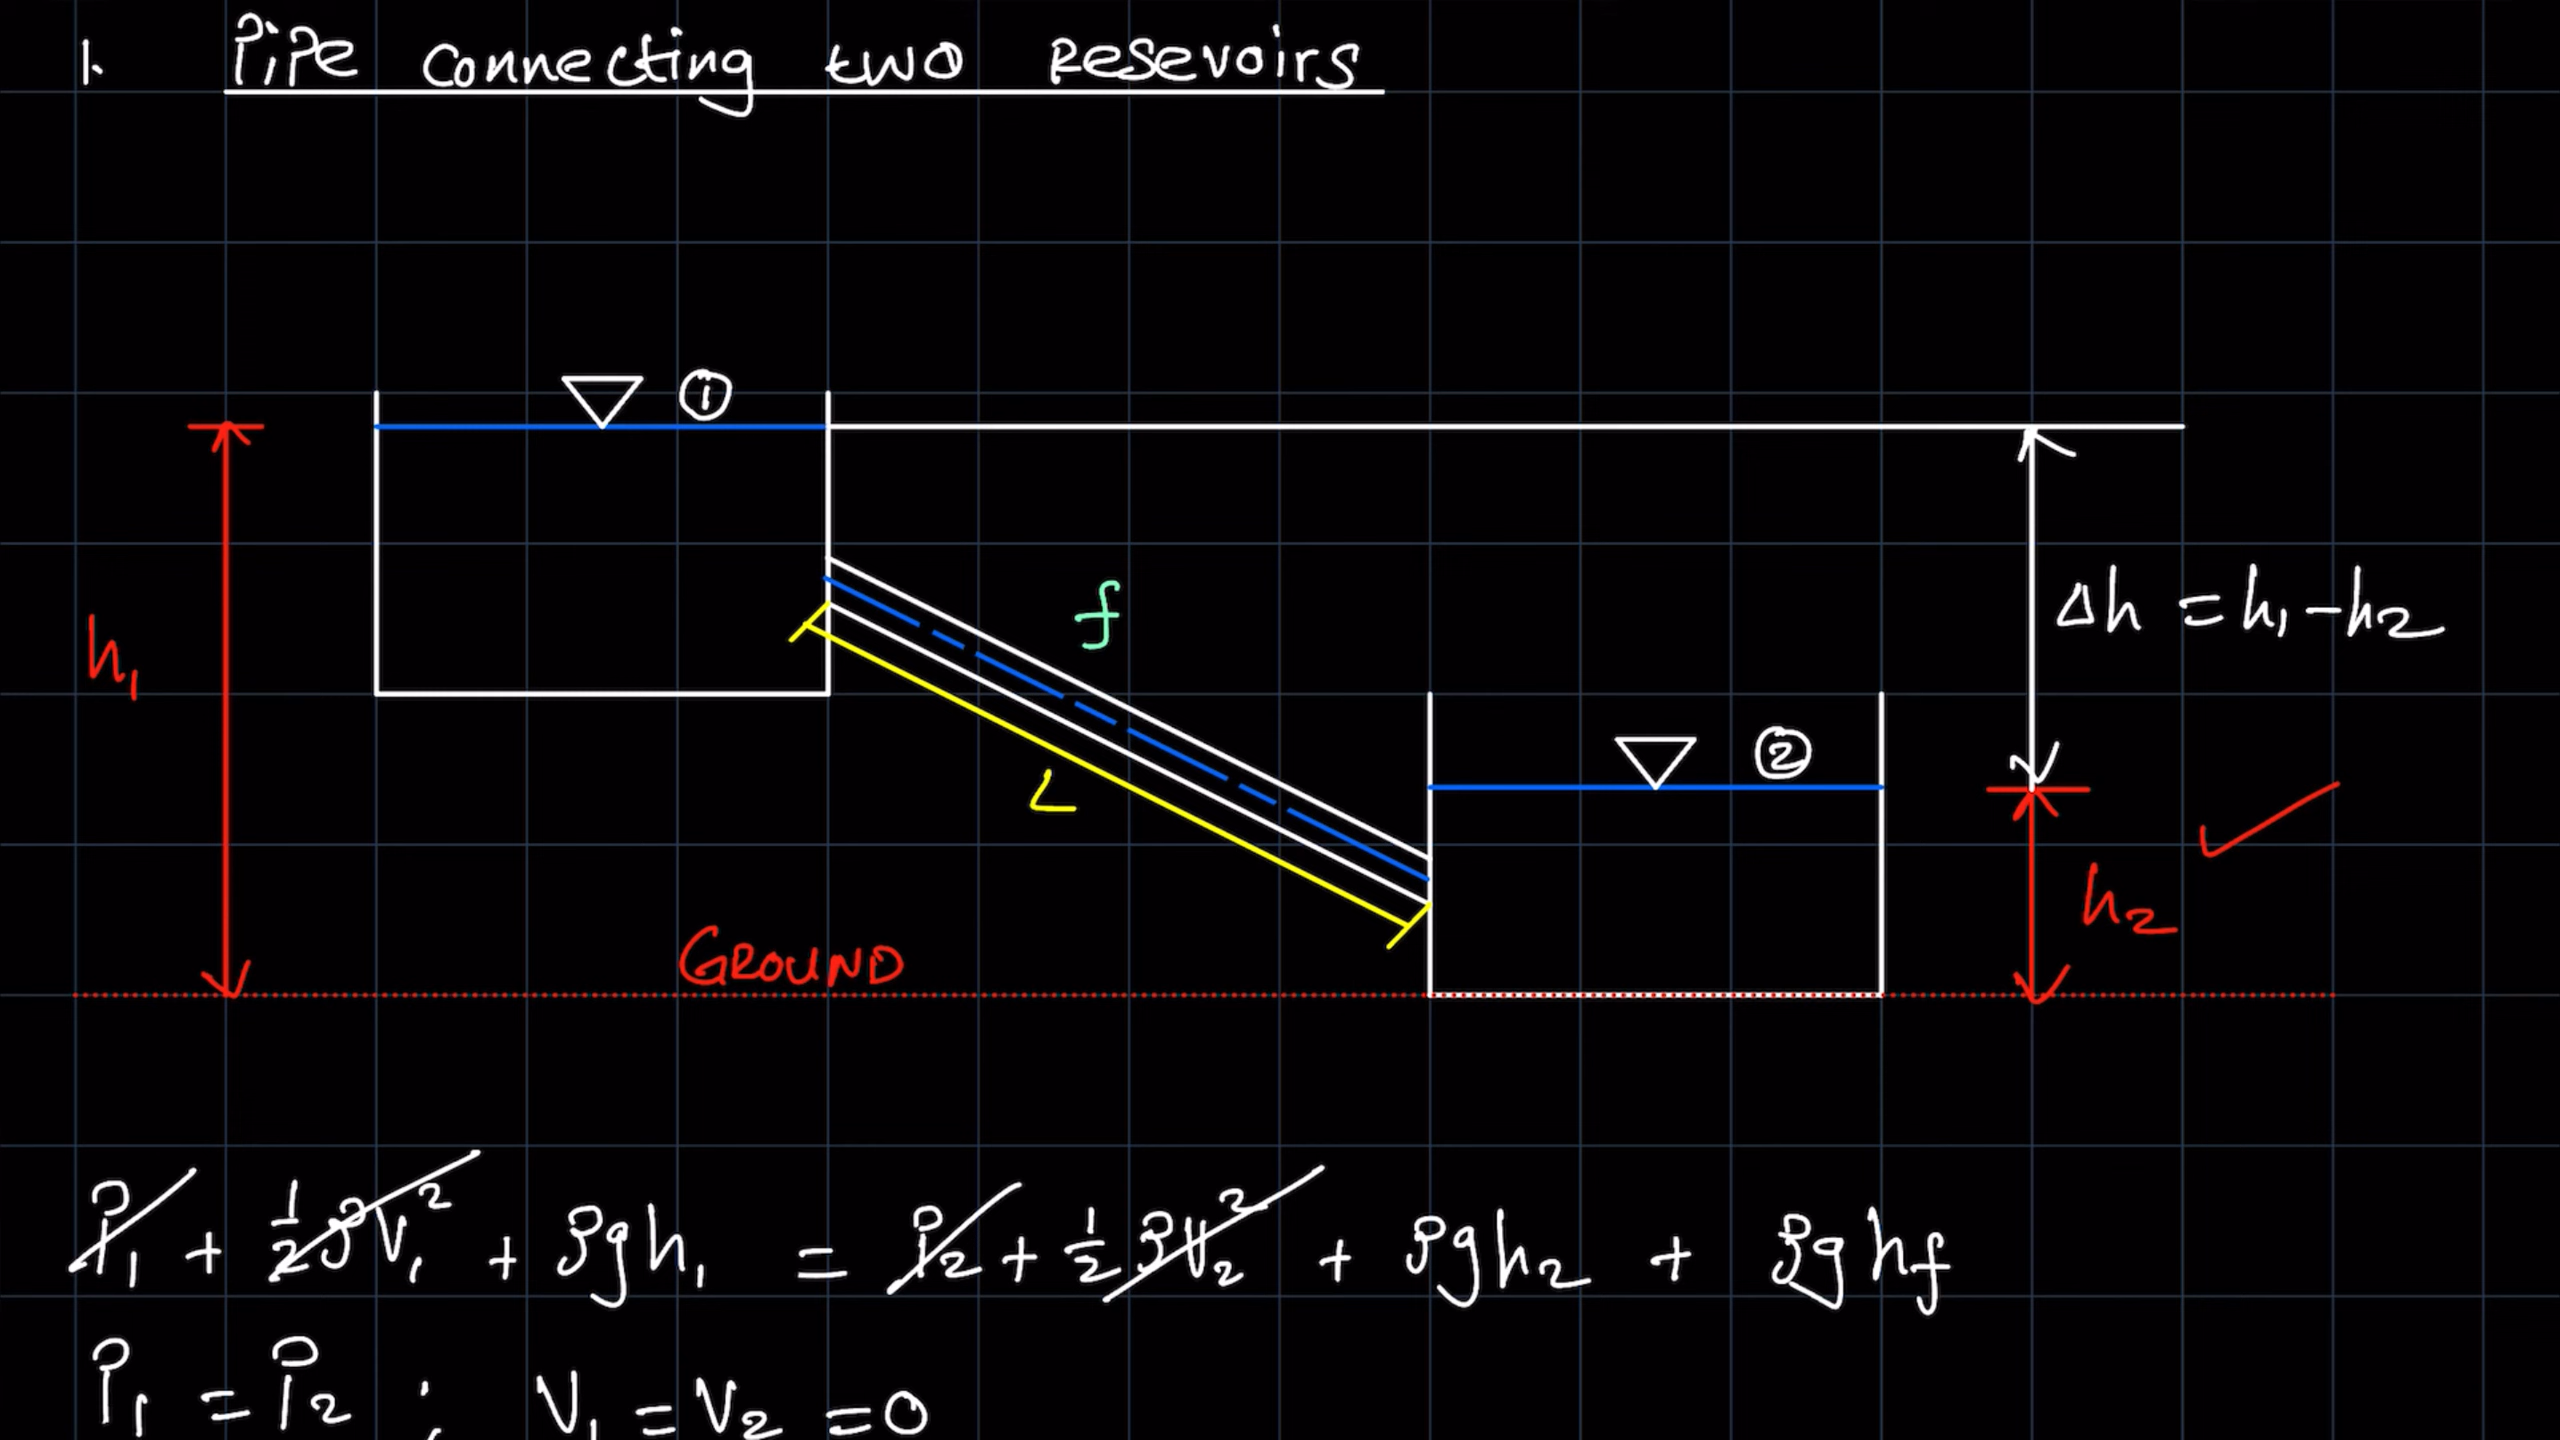 1. Pipe connecting two Resevoirs
①
h₁
f
Δh = h₁-h₂
②
L
h₂
GROUND
P₁ + ½ρV₁² + ρgh₁ = P₂ + ½ρV₂² + ρgh₂ + ρghf
P₁ = P₂ ; V₁ = V₂ = 0